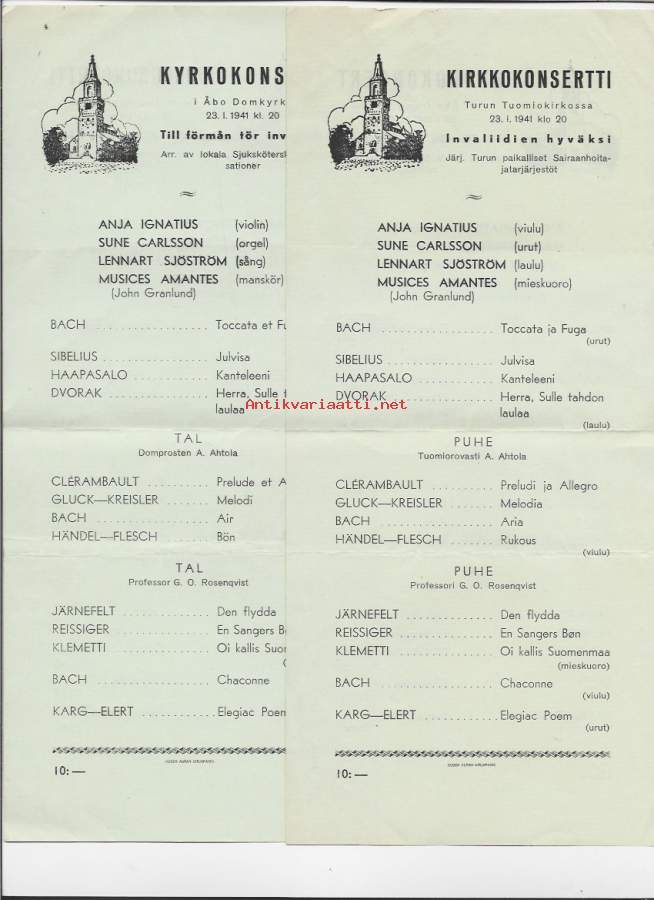 KYRKOKONS
i Åbo Domkyrk
23. I. 1941 kl. 20
Till förmån för inv
Arr. av lokala Sjuksköters
sationer
ANJA IGNATIUS (violin)
SUNE CARLSSON (orgel)
LENNART SJÖSTRÖM (sång)
MUSICES AMANTES (manskör)
(John Granlund)
BACH . . . . . . . . . . . . . . . . Toccata et Fu
SIBELIUS . . . . . . . . . . . . . . Julvisa
HAAPASALO . . . . . . . . . . . Kanteleeni
DVORAK . . . . . . . . . . . . . . Herra, Sulle tah
laulaa
TAL
Domprosten A. Ahtola
CLÉRAMBAULT . . . . . . . . . Prelude et A
GLUCK—KREISLER . . . . . . . Melodi
BACH . . . . . . . . . . . . . . . . Air
HÄNDEL—FLESCH . . . . . . . . Bön
TAL
Professor G. O. Rosenqvist
JÄRNEFELT . . . . . . . . . . . . Den flydda
REISSIGER . . . . . . . . . . . . . En Sangers Bø
KLEMETTI . . . . . . . . . . . . . Oi kallis Suom
BACH . . . . . . . . . . . . . . . . Chaconne
KARG—ELERT . . . . . . . . . . . Elegiac Poem
10: —
KIRKKOKONSERTTI
Turun Tuomiokirkossa
23. I. 1941 klo 20
Invaliidien hyväksi
Järj. Turun paikalliset Sairaanhoita-
jatarjärjestöt
ANJA IGNATIUS (viulu)
SUNE CARLSSON (urut)
LENNART SJÖSTRÖM (laulu)
MUSICES AMANTES (mieskuoro)
(John Granlund)
BACH . . . . . . . . . . . . . . . . Toccata ja Fuga
(urut)
SIBELIUS . . . . . . . . . . . . . . Julvisa
HAAPASALO . . . . . . . . . . . Kanteleeni
DVORAK . . . . . . . . . . . . . . Herra, Sulle tahdon
laulaa
(laulu)
PUHE
Tuomiorovasti A. Ahtola
CLÉRAMBAULT . . . . . . . . . Preludi ja Allegro
GLUCK—KREISLER . . . . . . . Melodia
BACH . . . . . . . . . . . . . . . . Aria
HÄNDEL—FLESCH . . . . . . . . Rukous
(viulu)
PUHE
Professori G. O. Rosenqvist
JÄRNEFELT . . . . . . . . . . . . Den flydda
REISSIGER . . . . . . . . . . . . . En Sangers Bøn
KLEMETTI . . . . . . . . . . . . . Oi kallis Suomenmaa
(mieskuoro)
BACH . . . . . . . . . . . . . . . . Chaconne
(viulu)
KARG—ELERT . . . . . . . . . . . Elegiac Poem
(urut)
10: —
Antikvariaatti.net